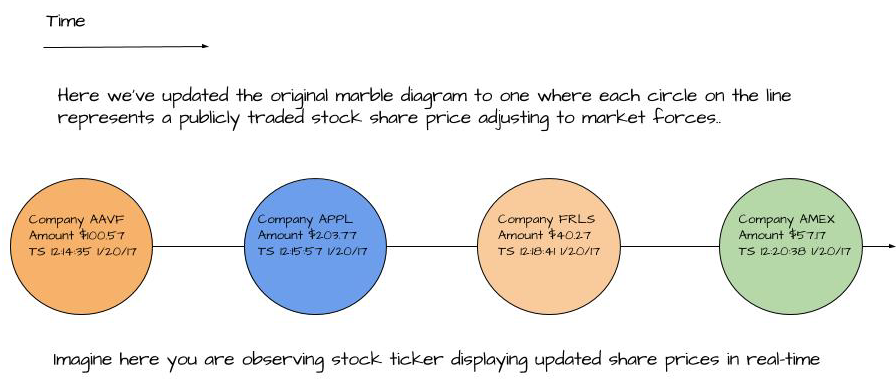 Time
Here we've updated the original marble diagram to one where each circle on the line
represents a publicly traded stock share price adjusting to market forces..
Company AAVF
Amount $100.57
TS 12:14:35 1/20/17
Company APPL
Amount $203.77
TS 12:15:57 1/20/17
Company FRLS
Amount $40.27
TS 12:18:41 1/20/17
Company AMEX
Amount $57.17
TS 12:20:38 1/20/17
Imagine here you are observing stock ticker displaying updated share prices in real-time